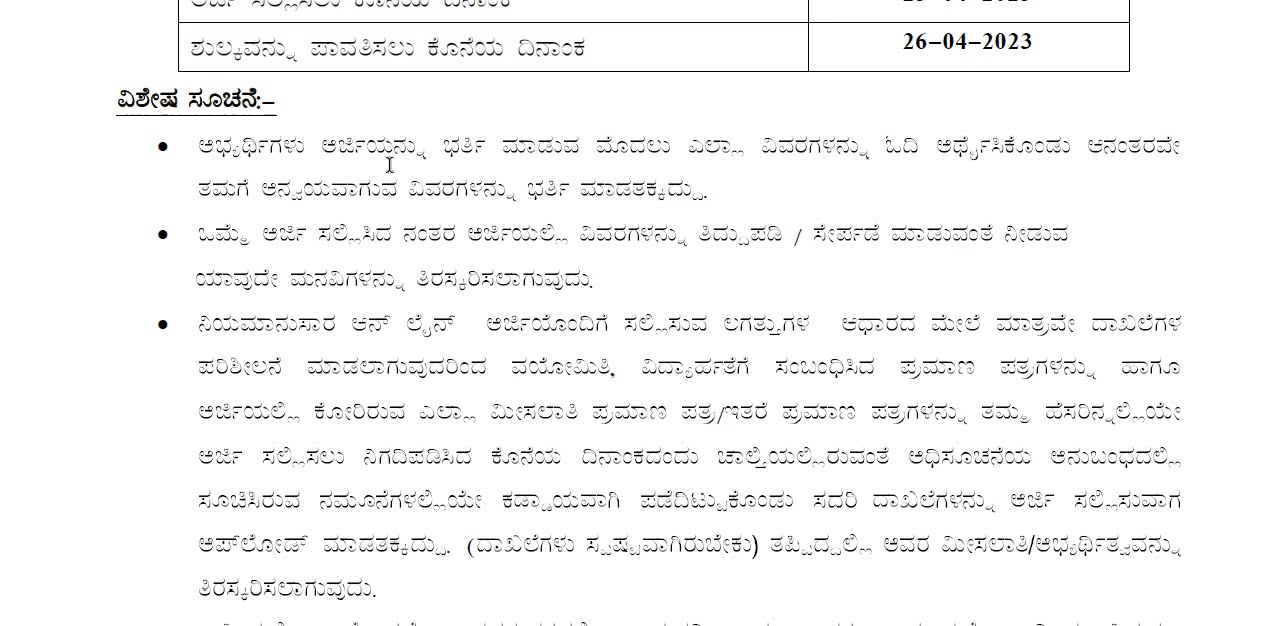 ಅರ್ಜಿ ಸಲ್ಲಿಸಲು ಕೊನೆಯ ದಿನಾಂಕ
ಶುಲ್ಕವನ್ನು ಪಾವತಿಸಲು ಕೊನೆಯ ದಿನಾಂಕ 26-04-2023
ವಿಶೇಷ ಸೂಚನೆ:-
• ಅಭ್ಯರ್ಥಿಗಳು ಅರ್ಜಿಯನ್ನು ಭರ್ತಿ ಮಾಡುವ ಮೊದಲು ಎಲ್ಲಾ ವಿವರಗಳನ್ನು ಓದಿ ಅರ್ಥೈಸಿಕೊಂಡು ಆನಂತರವೇ
ತಮಗೆ ಅನ್ವಯವಾಗುವ ವಿವರಗಳನ್ನು ಭರ್ತಿ ಮಾಡತಕ್ಕದ್ದು.
• ಒಮ್ಮೆ ಅರ್ಜಿ ಸಲ್ಲಿಸಿದ ನಂತರ ಅರ್ಜಿಯಲ್ಲಿ ವಿವರಗಳನ್ನು ತಿದ್ದುಪಡಿ / ಸೇರ್ಪಡೆ ಮಾಡುವಂತೆ ನೀಡುವ
ಯಾವುದೇ ಮನವಿಗಳನ್ನು ತಿರಸ್ಕರಿಸಲಾಗುವುದು.
• ನಿಯಮಾನುಸಾರ ಆನ್ ಲೈನ್ ಅರ್ಜಿಯೊಂದಿಗೆ ಸಲ್ಲಿಸುವ ಲಗತ್ತುಗಳ ಆಧಾರದ ಮೇಲೆ ಮಾತ್ರವೇ ದಾಖಲೆಗಳ
ಪರಿಶೀಲನೆ ಮಾಡಲಾಗುವುದರಿಂದ ವಯೋಮಿತಿ, ವಿದ್ಯಾರ್ಹತೆಗೆ ಸಂಬಂಧಿಸಿದ ಪ್ರಮಾಣ ಪತ್ರಗಳನ್ನು ಹಾಗೂ
ಅರ್ಜಿಯಲ್ಲಿ ಕೋರಿರುವ ಎಲ್ಲಾ ಮೀಸಲಾತಿ ಪ್ರಮಾಣ ಪತ್ರ/ಇತರೆ ಪ್ರಮಾಣ ಪತ್ರಗಳನ್ನು ತಮ್ಮ ಹೆಸರಿನ್ನಲ್ಲಿಯೇ
ಅರ್ಜಿ ಸಲ್ಲಿಸಲು ನಿಗದಿಪಡಿಸಿದ ಕೊನೆಯ ದಿನಾಂಕದಂದು ಚಾಲ್ತಿಯಲ್ಲಿರುವಂತೆ ಅಧಿಸೂಚನೆಯ ಅನುಬಂಧದಲ್ಲಿ
ಸೂಚಿಸಿರುವ ನಮೂನೆಗಳಲ್ಲಿಯೇ ಕಡ್ಡಾಯವಾಗಿ ಪಡೆದಿಟ್ಟುಕೊಂಡು ಸದರಿ ದಾಖಲೆಗಳನ್ನು ಅರ್ಜಿ ಸಲ್ಲಿಸುವಾಗ
ಅಪ್‌ಲೋಡ್ ಮಾಡತಕ್ಕದ್ದು. (ದಾಖಲೆಗಳು ಸ್ಪಷ್ಟವಾಗಿರುಬೇಕು) ತಪ್ಪಿದ್ದಲ್ಲಿ ಅವರ ಮೀಸಲಾತಿ/ಅಭ್ಯರ್ಥಿತ್ವವನ್ನು
ತಿರಸ್ಕರಿಸಲಾಗುವುದು.